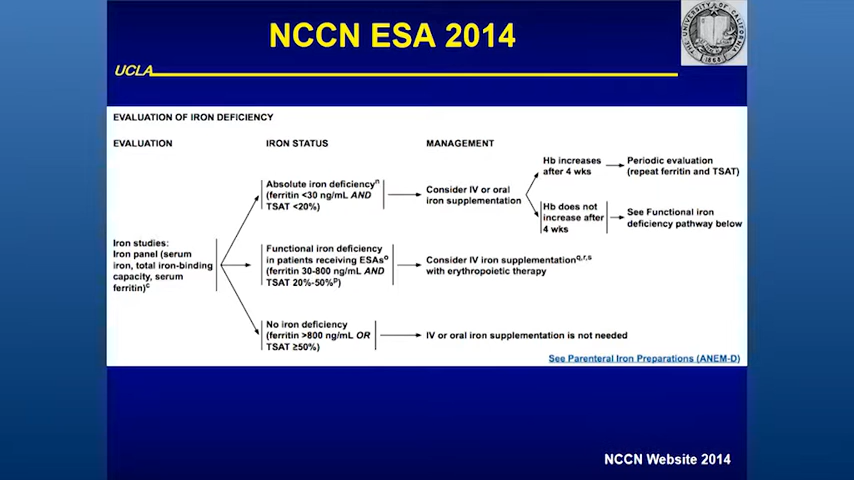 NCCN ESA 2014
UCLA
EVALUATION OF IRON DEFICIENCY
EVALUATION
IRON STATUS
MANAGEMENT
Iron studies:
Iron panel (serum
iron, total iron-binding
capacity, serum
ferritin)c
Absolute iron deficiencyn
(ferritin <30 ng/mL AND
TSAT <20%)
Consider IV or oral
iron supplementation
Hb increases
after 4 wks
Periodic evaluation
(repeat ferritin and TSAT)
Hb does not
increase after
4 wks
See Functional iron
deficiency pathway below
Functional iron deficiency
in patients receiving ESAso
(ferritin 30-800 ng/mL AND
TSAT 20%-50%p)
Consider IV iron supplementationq,r,s
with erythropoietic therapy
No iron deficiency
(ferritin >800 ng/mL OR
TSAT ≥50%)
IV or oral iron supplementation is not needed
See Parenteral Iron Preparations (ANEM-D)
NCCN Website 2014